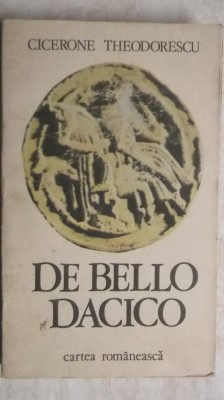 CICERONE THEODORESCU
DE BELLO
DACICO
cartea românească